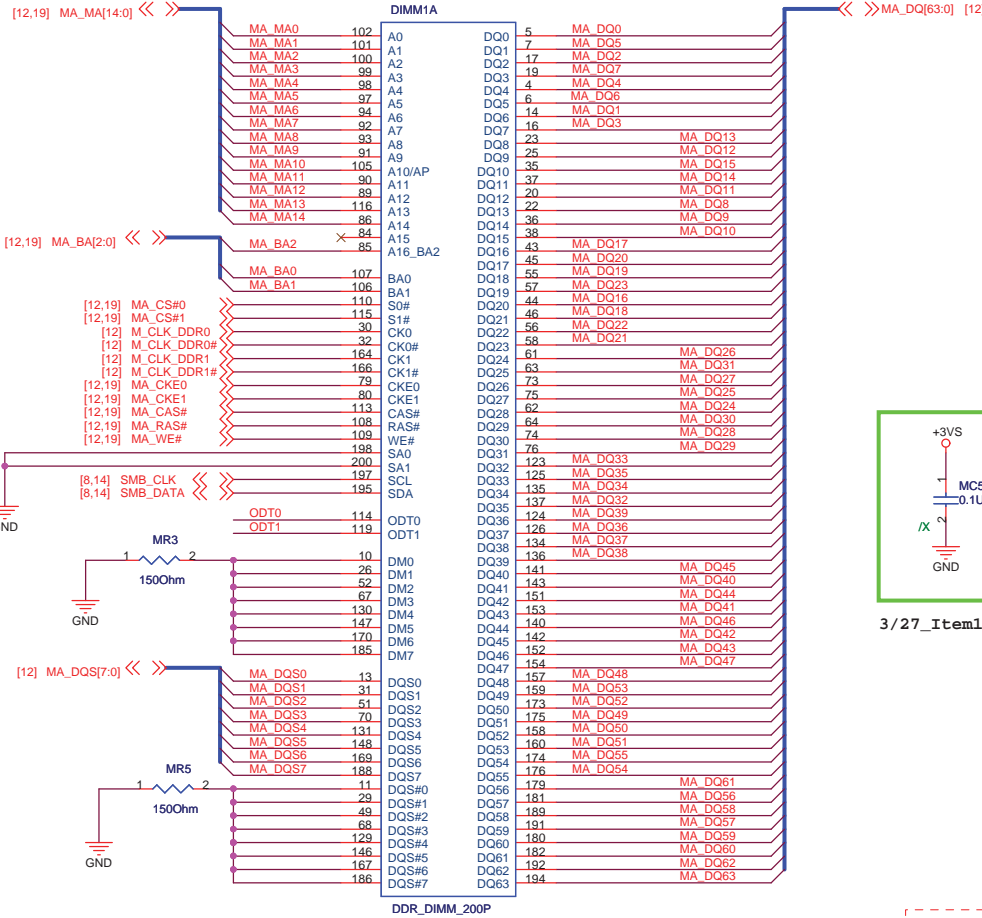 [12,19] MA_MA[14:0]
DIMM1A
MA_DQ[63:0] [12
MA_MA0 102 A0 DQ0 5 MA_DQ0
MA_MA1 101 A1 DQ1 7 MA_DQ5
MA_MA2 100 A2 DQ2 17 MA_DQ2
MA_MA3 99 A3 DQ3 19 MA_DQ7
MA_MA4 98 A4 DQ4 4 MA_DQ4
MA_MA5 97 A5 DQ5 6 MA_DQ6
MA_MA6 94 A6 DQ6 14 MA_DQ1
MA_MA7 92 A7 DQ7 16 MA_DQ3
MA_MA8 93 A8 DQ8 23 MA_DQ13
MA_MA9 91 A9 DQ9 25 MA_DQ12
MA_MA10 105 A10/AP DQ10 35 MA_DQ15
MA_MA11 90 A11 DQ11 37 MA_DQ14
MA_MA12 89 A12 DQ12 20 MA_DQ11
MA_MA13 116 A13 DQ13 22 MA_DQ8
MA_MA14 86 A14 DQ14 36 MA_DQ9
84 A15 DQ15 38 MA_DQ10
[12,19] MA_BA[2:0]
MA_BA2 85 A16_BA2 DQ16 43 MA_DQ17
DQ17 45 MA_DQ20
MA_BA0 107 BA0 DQ18 55 MA_DQ19
MA_BA1 106 BA1 DQ19 57 MA_DQ23
[12,19] MA_CS#0 110 S0# DQ20 44 MA_DQ16
[12,19] MA_CS#1 115 S1# DQ21 46 MA_DQ18
[12] M_CLK_DDR0 30 CK0 DQ22 56 MA_DQ22
[12] M_CLK_DDR0# 32 CK0# DQ23 58 MA_DQ21
[12] M_CLK_DDR1 164 CK1 DQ24 61 MA_DQ26
[12] M_CLK_DDR1# 166 CK1# DQ25 63 MA_DQ31
[12,19] MA_CKE0 79 CKE0 DQ26 73 MA_DQ27
[12,19] MA_CKE1 80 CKE1 DQ27 75 MA_DQ25
[12,19] MA_CAS# 113 CAS# DQ28 62 MA_DQ24
[12,19] MA_RAS# 108 RAS# DQ29 64 MA_DQ30
[12,19] MA_WE# 109 WE# DQ30 74 MA_DQ28
198 SA0 DQ31 76 MA_DQ29
200 SA1 DQ32 123 MA_DQ33
[8,14] SMB_CLK 197 SCL DQ33 125 MA_DQ35
[8,14] SMB_DATA 195 SDA DQ34 135 MA_DQ34
DQ35 137 MA_DQ32
ND
ODT0 114 ODT0 DQ36 124 MA_DQ39
ODT1 119 ODT1 DQ37 126 MA_DQ36
DQ38 134 MA_DQ37
MR3
1 2
150Ohm
GND
10 DM0 DQ39 136 MA_DQ38
26 DM1 DQ40 141 MA_DQ45
52 DM2 DQ41 143 MA_DQ40
67 DM3 DQ42 151 MA_DQ44
130 DM4 DQ43 153 MA_DQ41
147 DM5 DQ44 140 MA_DQ46
170 DM6 DQ45 142 MA_DQ42
185 DM7 DQ46 152 MA_DQ43
DQ47 154 MA_DQ47
[12] MA_DQS[7:0]
MA_DQS0 13 DQS0 DQ48 157 MA_DQ48
MA_DQS1 31 DQS1 DQ49 159 MA_DQ53
MA_DQS2 51 DQS2 DQ50 173 MA_DQ52
MA_DQS3 70 DQS3 DQ51 175 MA_DQ49
MA_DQS4 131 DQS4 DQ52 158 MA_DQ50
MA_DQS5 148 DQS5 DQ53 160 MA_DQ51
MA_DQS6 169 DQS6 DQ54 174 MA_DQ55
MA_DQS7 188 DQS7 DQ55 176 MA_DQ54
MR5
1 2
150Ohm
GND
11 DQS#0 DQ56 179 MA_DQ61
29 DQS#1 DQ57 181 MA_DQ56
49 DQS#2 DQ58 189 MA_DQ58
68 DQS#3 DQ59 191 MA_DQ57
129 DQS#4 DQ60 180 MA_DQ59
146 DQS#5 DQ61 182 MA_DQ60
167 DQS#6 DQ62 192 MA_DQ62
186 DQS#7 DQ63 194 MA_DQ63
DDR_DIMM_200P
+3VS
1
MC5
0.1U
/X
2
GND
3/27_Item1